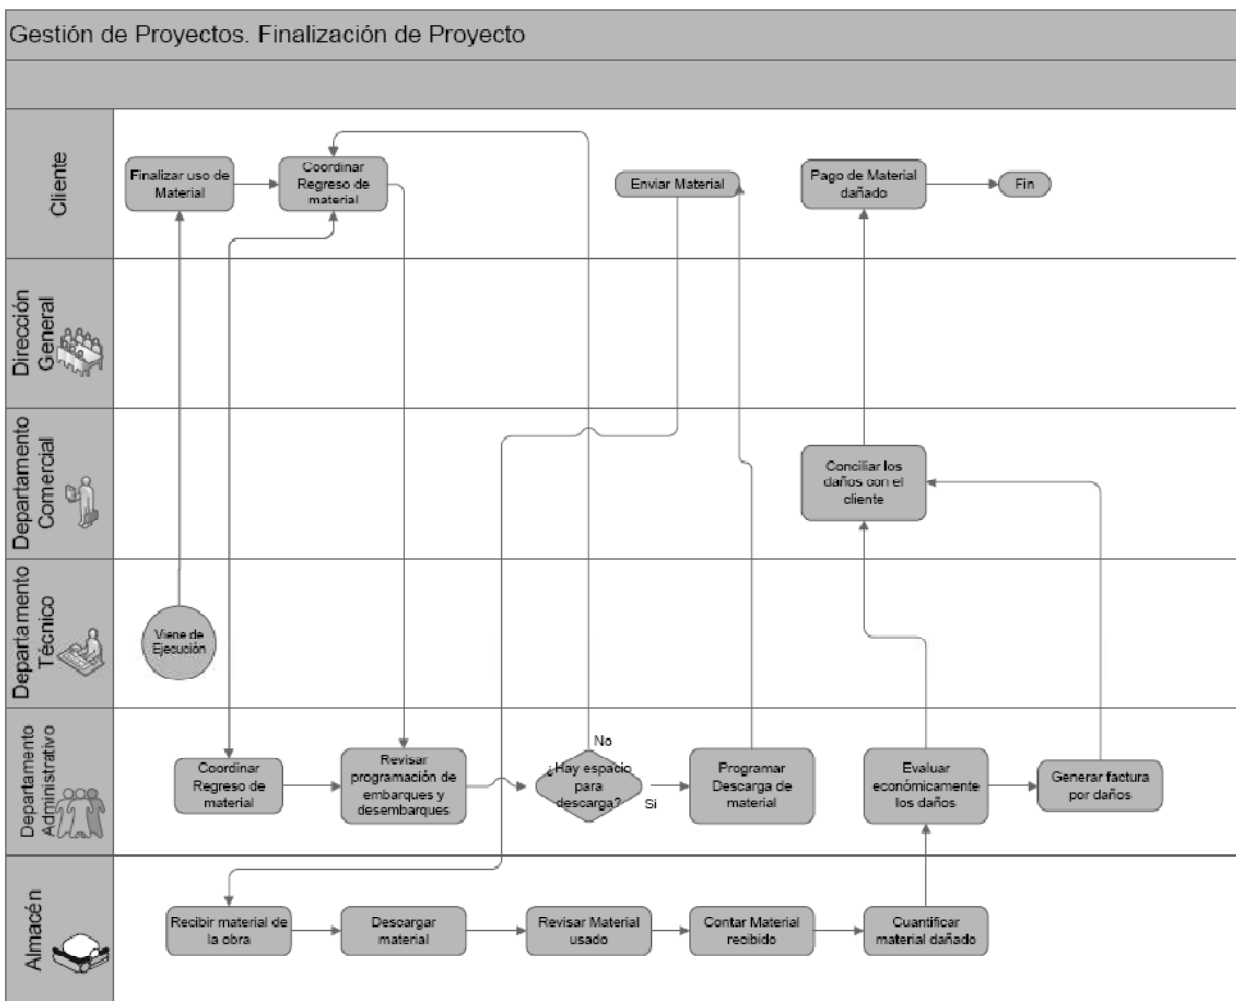 Gestión de Proyectos. Finalización de Proyecto
Cliente
Finalizar uso de
Material
Coordinar
Regreso de
material
Enviar Material
Pago de Material
dañado
Fin
Dirección
General
Departamento
Comercial
Conciliar los
daños con el
cliente
Departamento
Técnico
Viene de
Ejecución
Departamento
Administrativo
Coordinar
Regreso de
material
Revisar
programación de
embarques y
desembarques
No
¿Hay espacio
para
descarga?
Si
Programar
Descarga de
material
Evaluar
económicamente
los daños
Generar factura
por daños
Almacén
Recibir material de
la obra
Descargar
material
Revisar Material
usado
Contar Material
recibido
Cuantificar
material dañado